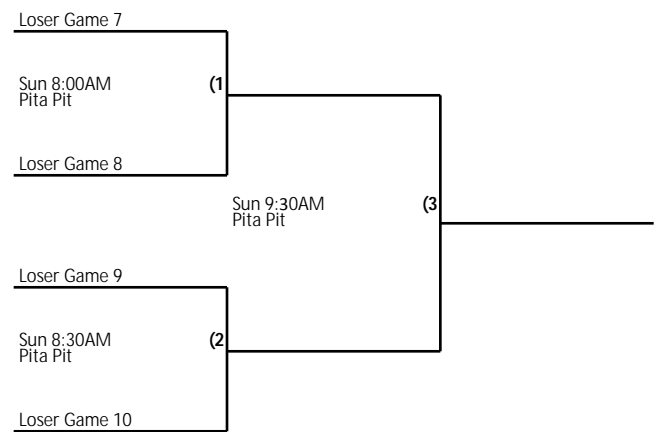 Loser Game 7
Sun 8:00AM
Pita Pit
(1
Loser Game 8
Sun 9:30AM
Pita Pit
(3
Loser Game 9
Sun 8:30AM
Pita Pit
(2
Loser Game 10